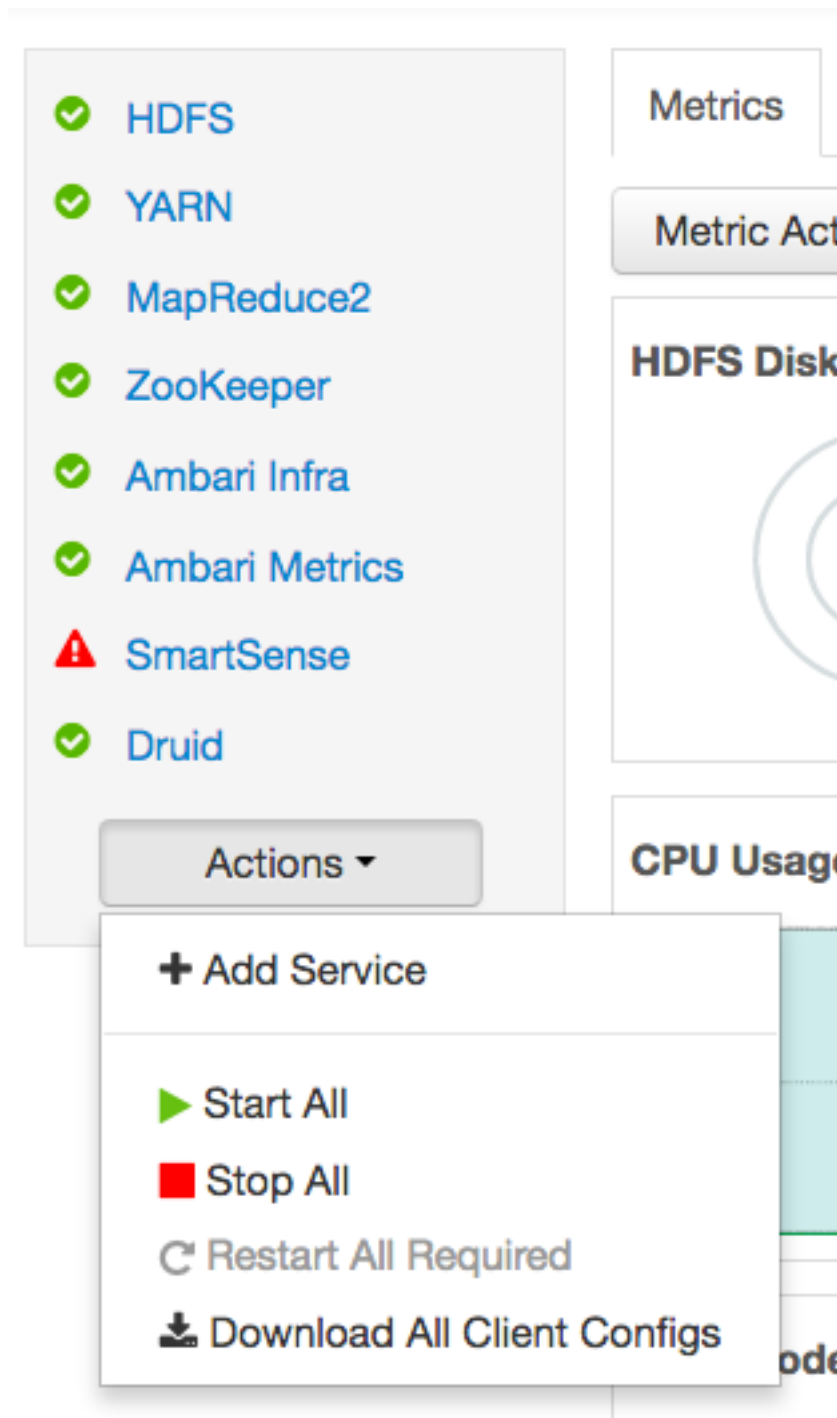 HDFS
YARN
MapReduce2
ZooKeeper
Ambari Infra
Ambari Metrics
SmartSense
Druid
Actions
Add Service
Start All
Stop All
Restart All Required
Download All Client Configs
Metrics
Metric Act
HDFS Disk
CPU Usage
ode